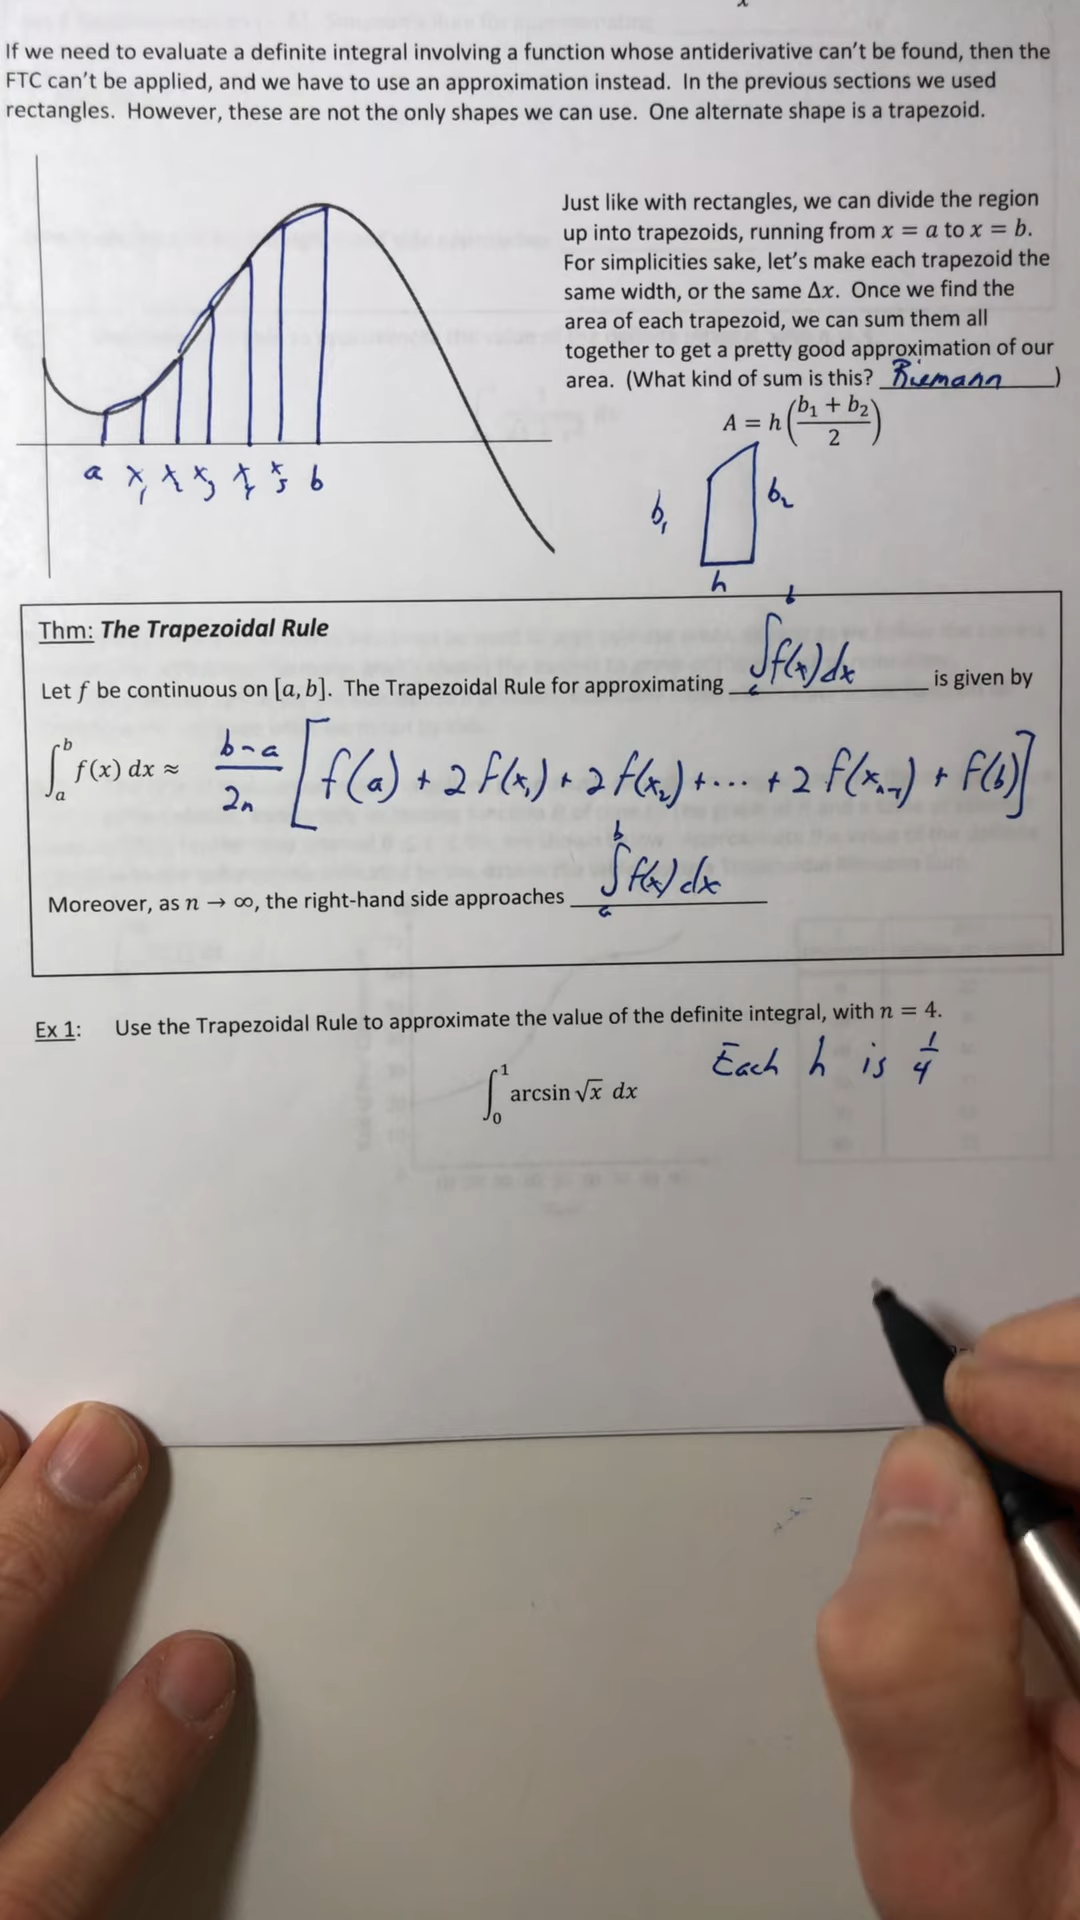 If we need to evaluate a definite integral involving a function whose antiderivative can't be found, then the
FTC can't be applied, and we have to use an approximation instead. In the previous sections we used
rectangles. However, these are not the only shapes we can use. One alternate shape is a trapezoid.
Just like with rectangles, we can divide the region
up into trapezoids, running from x = a to x = b.
For simplicities sake, let's make each trapezoid the
same width, or the same Δx. Once we find the
area of each trapezoid, we can sum them all
together to get a pretty good approximation of our
area. (What kind of sum is this? Riemann)
A = h((b₁ + b₂)/2)
a x₁ x₂ x₃ x₄ x₅ b
b₁ b₂
h
Thm: The Trapezoidal Rule
Let f be continuous on [a, b]. The Trapezoidal Rule for approximating ∫ₐᵇ f(x) dx is given by
∫ₐᵇ f(x) dx ≈ (b-a)/2n [f(a) + 2f(x₁) + 2f(x₂) + ... + 2f(xₙ₋₁) + f(b)]
Moreover, as n → ∞, the right-hand side approaches ∫ₐᵇ f(x) dx
Ex 1: Use the Trapezoidal Rule to approximate the value of the definite integral, with n = 4.
Each h is 1/4
∫₀¹ arcsin √x dx